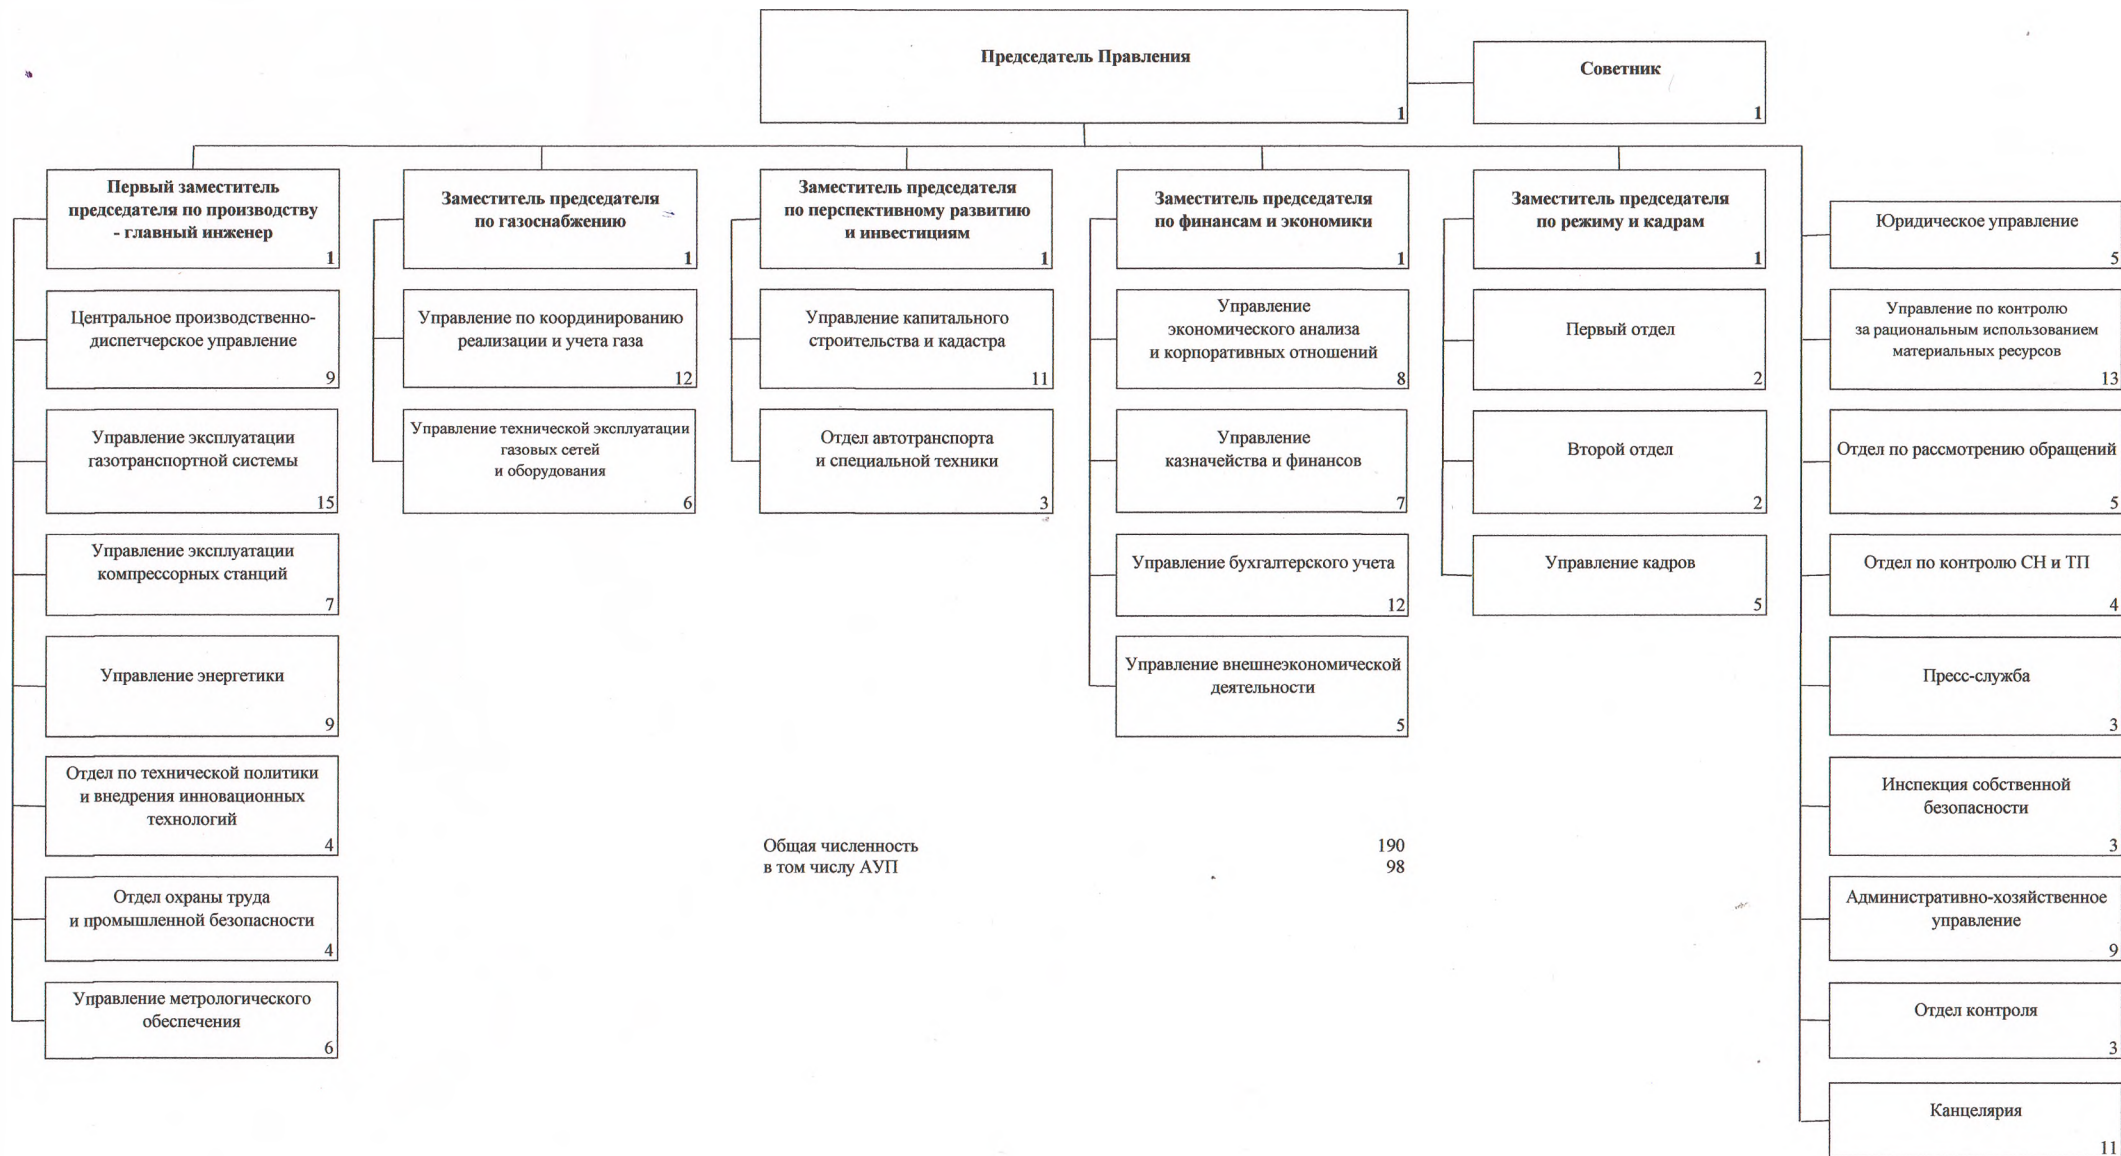 Председатель Правления
1
Советник
1
Первый заместитель
председателя по производству
- главный инженер
1
Центральное производственно-
диспетчерское управление
9
Управление эксплуатации
газотранспортной системы
15
Управление эксплуатации
компрессорных станций
7
Управление энергетики
9
Отдел по технической политики
и внедрения инновационных
технологий
4
Отдел охраны труда
и промышленной безопасности
4
Управление метрологического
обеспечения
6
Заместитель председателя
по газоснабжению
1
Управление по координированию
реализации и учета газа
12
Управление технической эксплуатации
газовых сетей
и оборудования
6
Заместитель председателя
по перспективному развитию
и инвестициям
1
Управление капитального
строительства и кадастра
11
Отдел автотранспорта
и специальной техники
3
Заместитель председателя
по финансам и экономики
1
Управление
экономического анализа
и корпоративных отношений
8
Управление
казначейства и финансов
7
Управление бухгалтерского учета
12
Управление внешнеэкономической
деятельности
5
Заместитель председателя
по режиму и кадрам
1
Первый отдел
2
Второй отдел
2
Управление кадров
5
Юридическое управление
5
Управление по контролю
за рациональным использованием
материальных ресурсов
13
Отдел по рассмотрению обращений
5
Отдел по контролю СН и ТП
4
Пресс-служба
3
Инспекция собственной
безопасности
3
Административно-хозяйственное
управление
9
Отдел контроля
3
Канцелярия
11
Общая численность 190
в том числу АУП 98